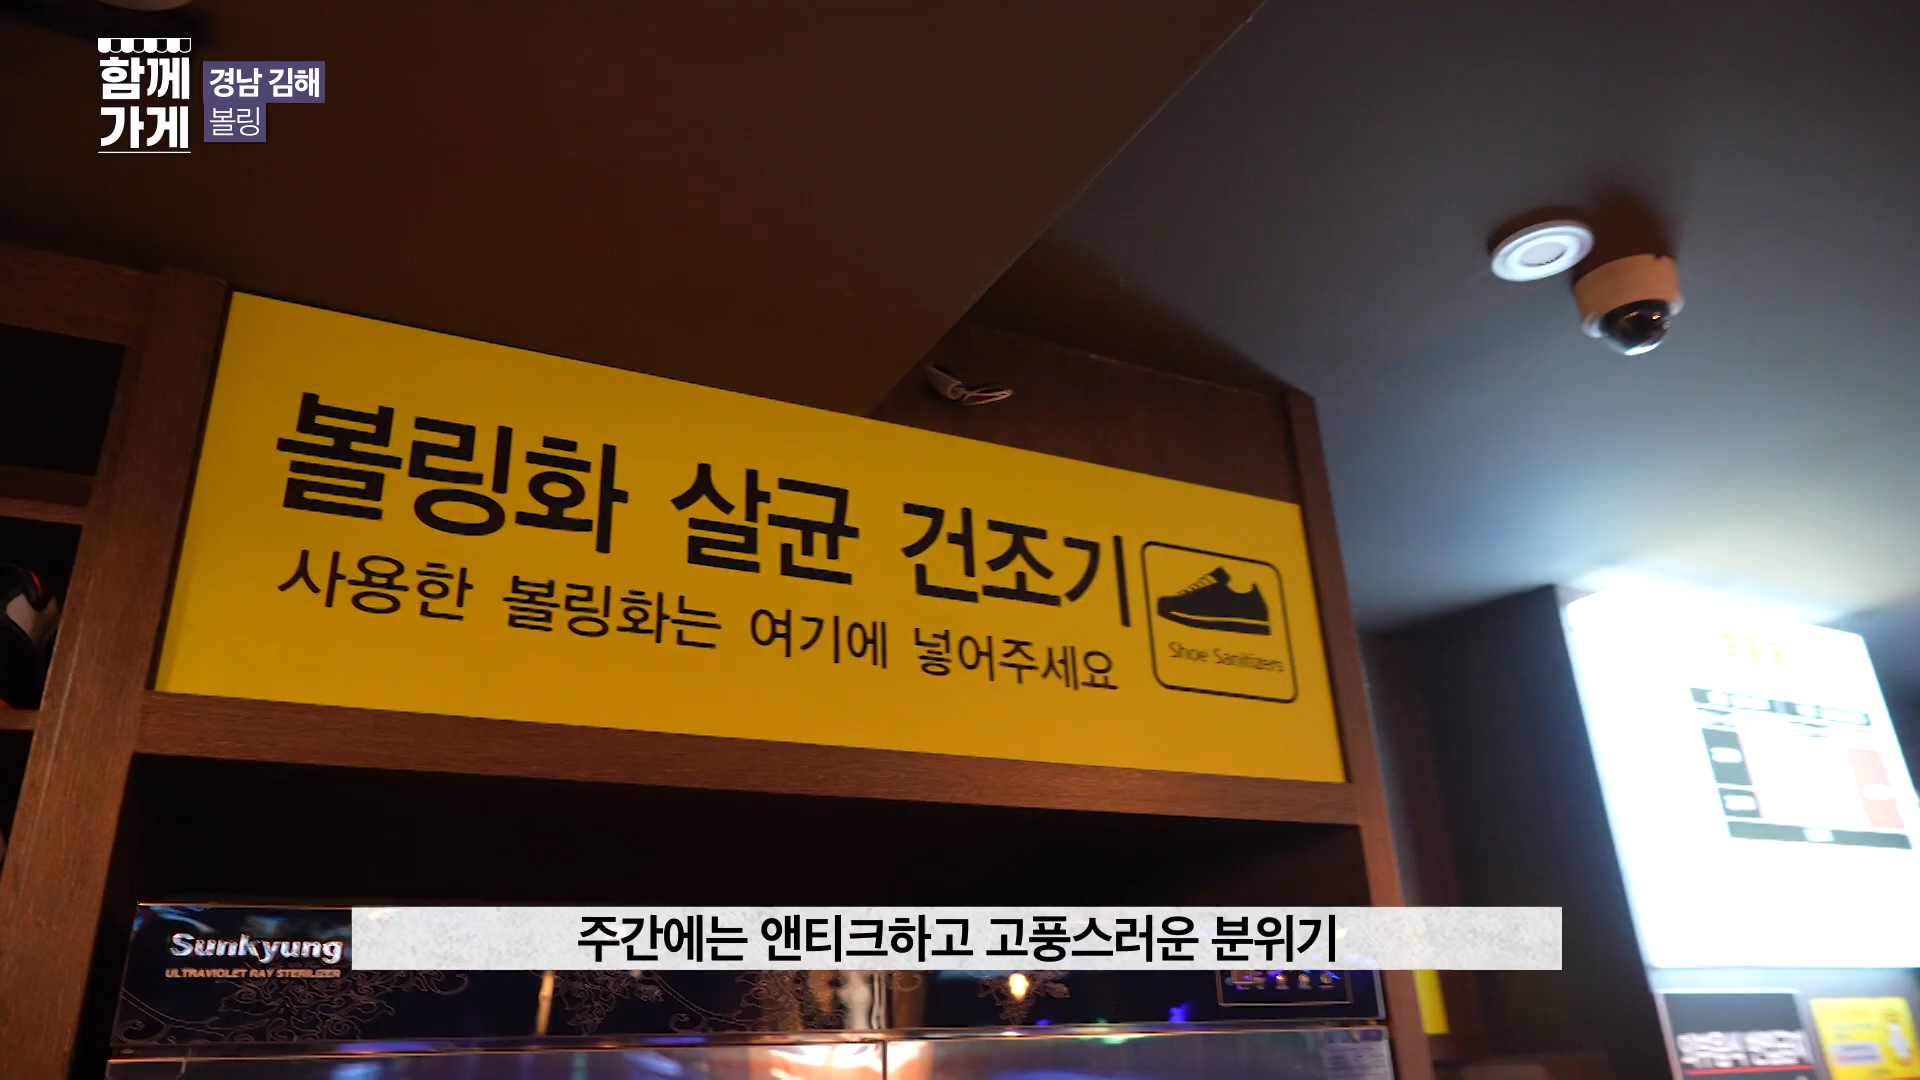 함께
가게
경남 김해
볼링
볼링화 살균 건조기
사용한 볼링화는 여기에 넣어주세요
Shoe Sanitizers
Sunkyung
ULTRAVIOLET RAY STERILIZER
주간에는 앤티크하고 고풍스러운 분위기